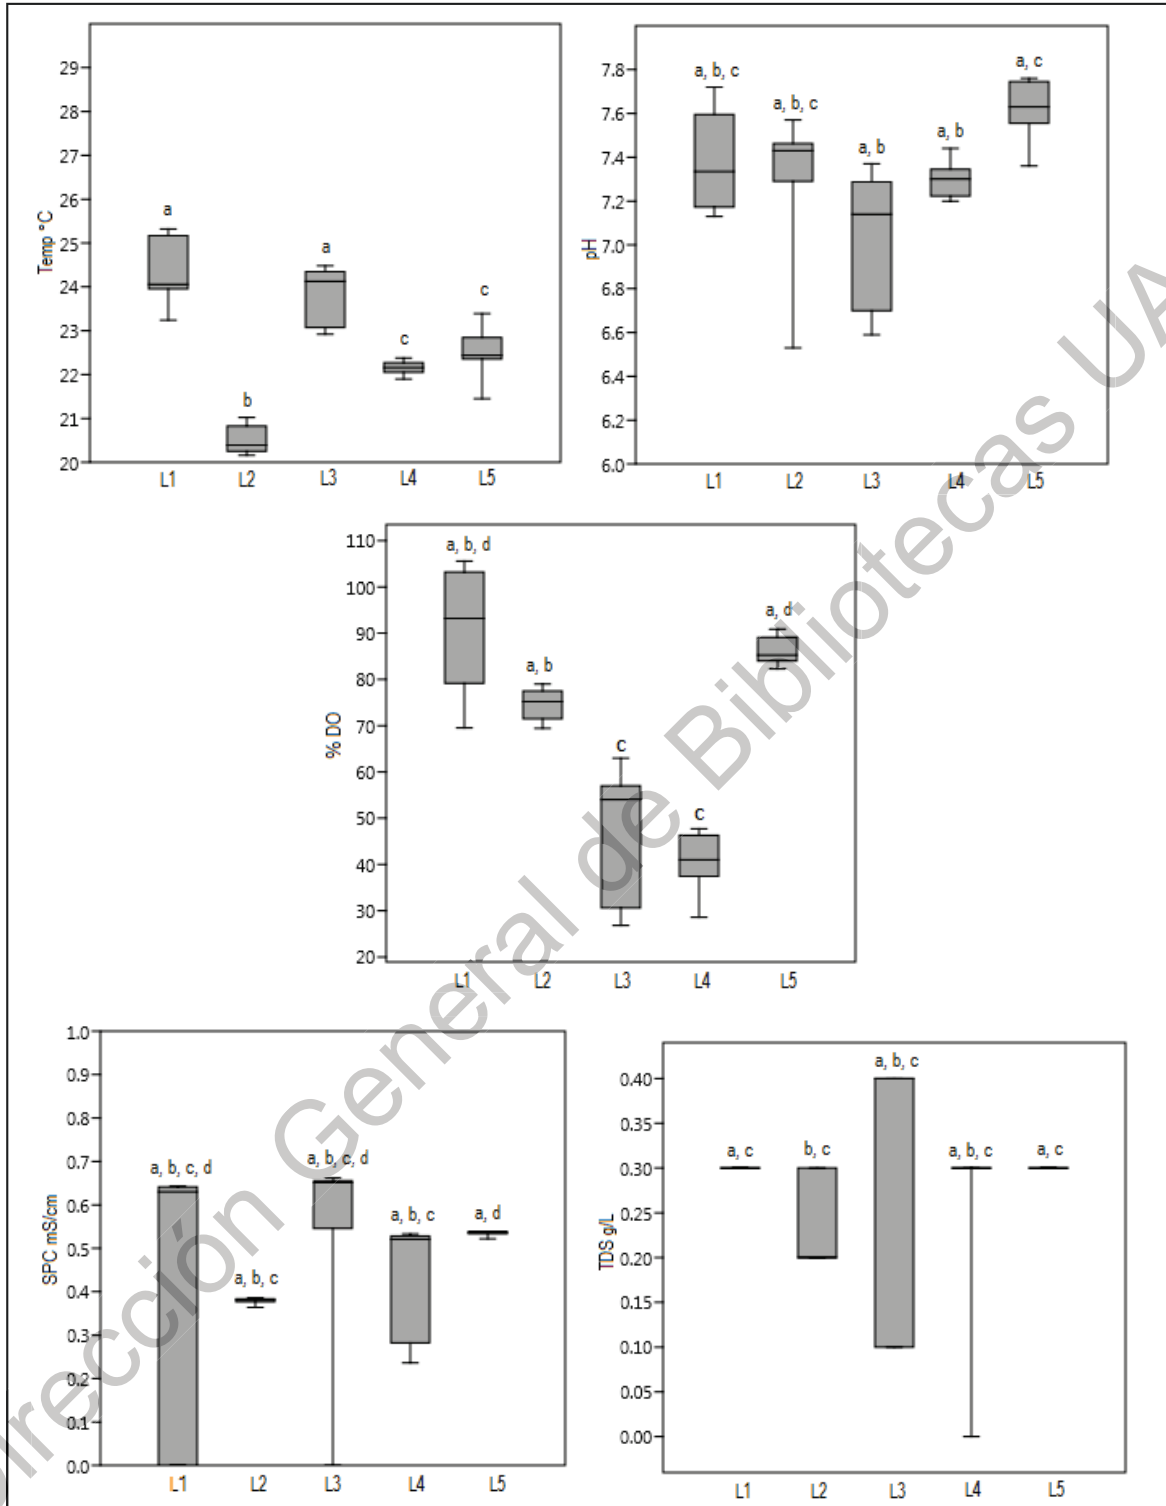 Temp °C
29
28
27
26
25
24
23
22
21
20
a
b
a
c
c
L1 L2 L3 L4 L5
pH
7.8
7.6
7.4
7.2
7.0
6.8
6.6
6.4
6.2
6.0
a, b, c
a, b, c
a, b
a, b
a, c
L1 L2 L3 L4 L5
% DO
110
100
90
80
70
60
50
40
30
20
a, b, d
a, b
c
c
a, d
L1 L2 L3 L4 L5
SPC mS/cm
1.0
0.9
0.8
0.7
0.6
0.5
0.4
0.3
0.2
0.1
0.0
a, b, c, d
a, b, c
a, b, c, d
a, b, c
a, d
L1 L2 L3 L4 L5
TDS g/L
0.40
0.35
0.30
0.25
0.20
0.15
0.10
0.05
0.00
a, c
b, c
a, b, c
a, b, c
a, c
L1 L2 L3 L4 L5
General de Bibliotecas